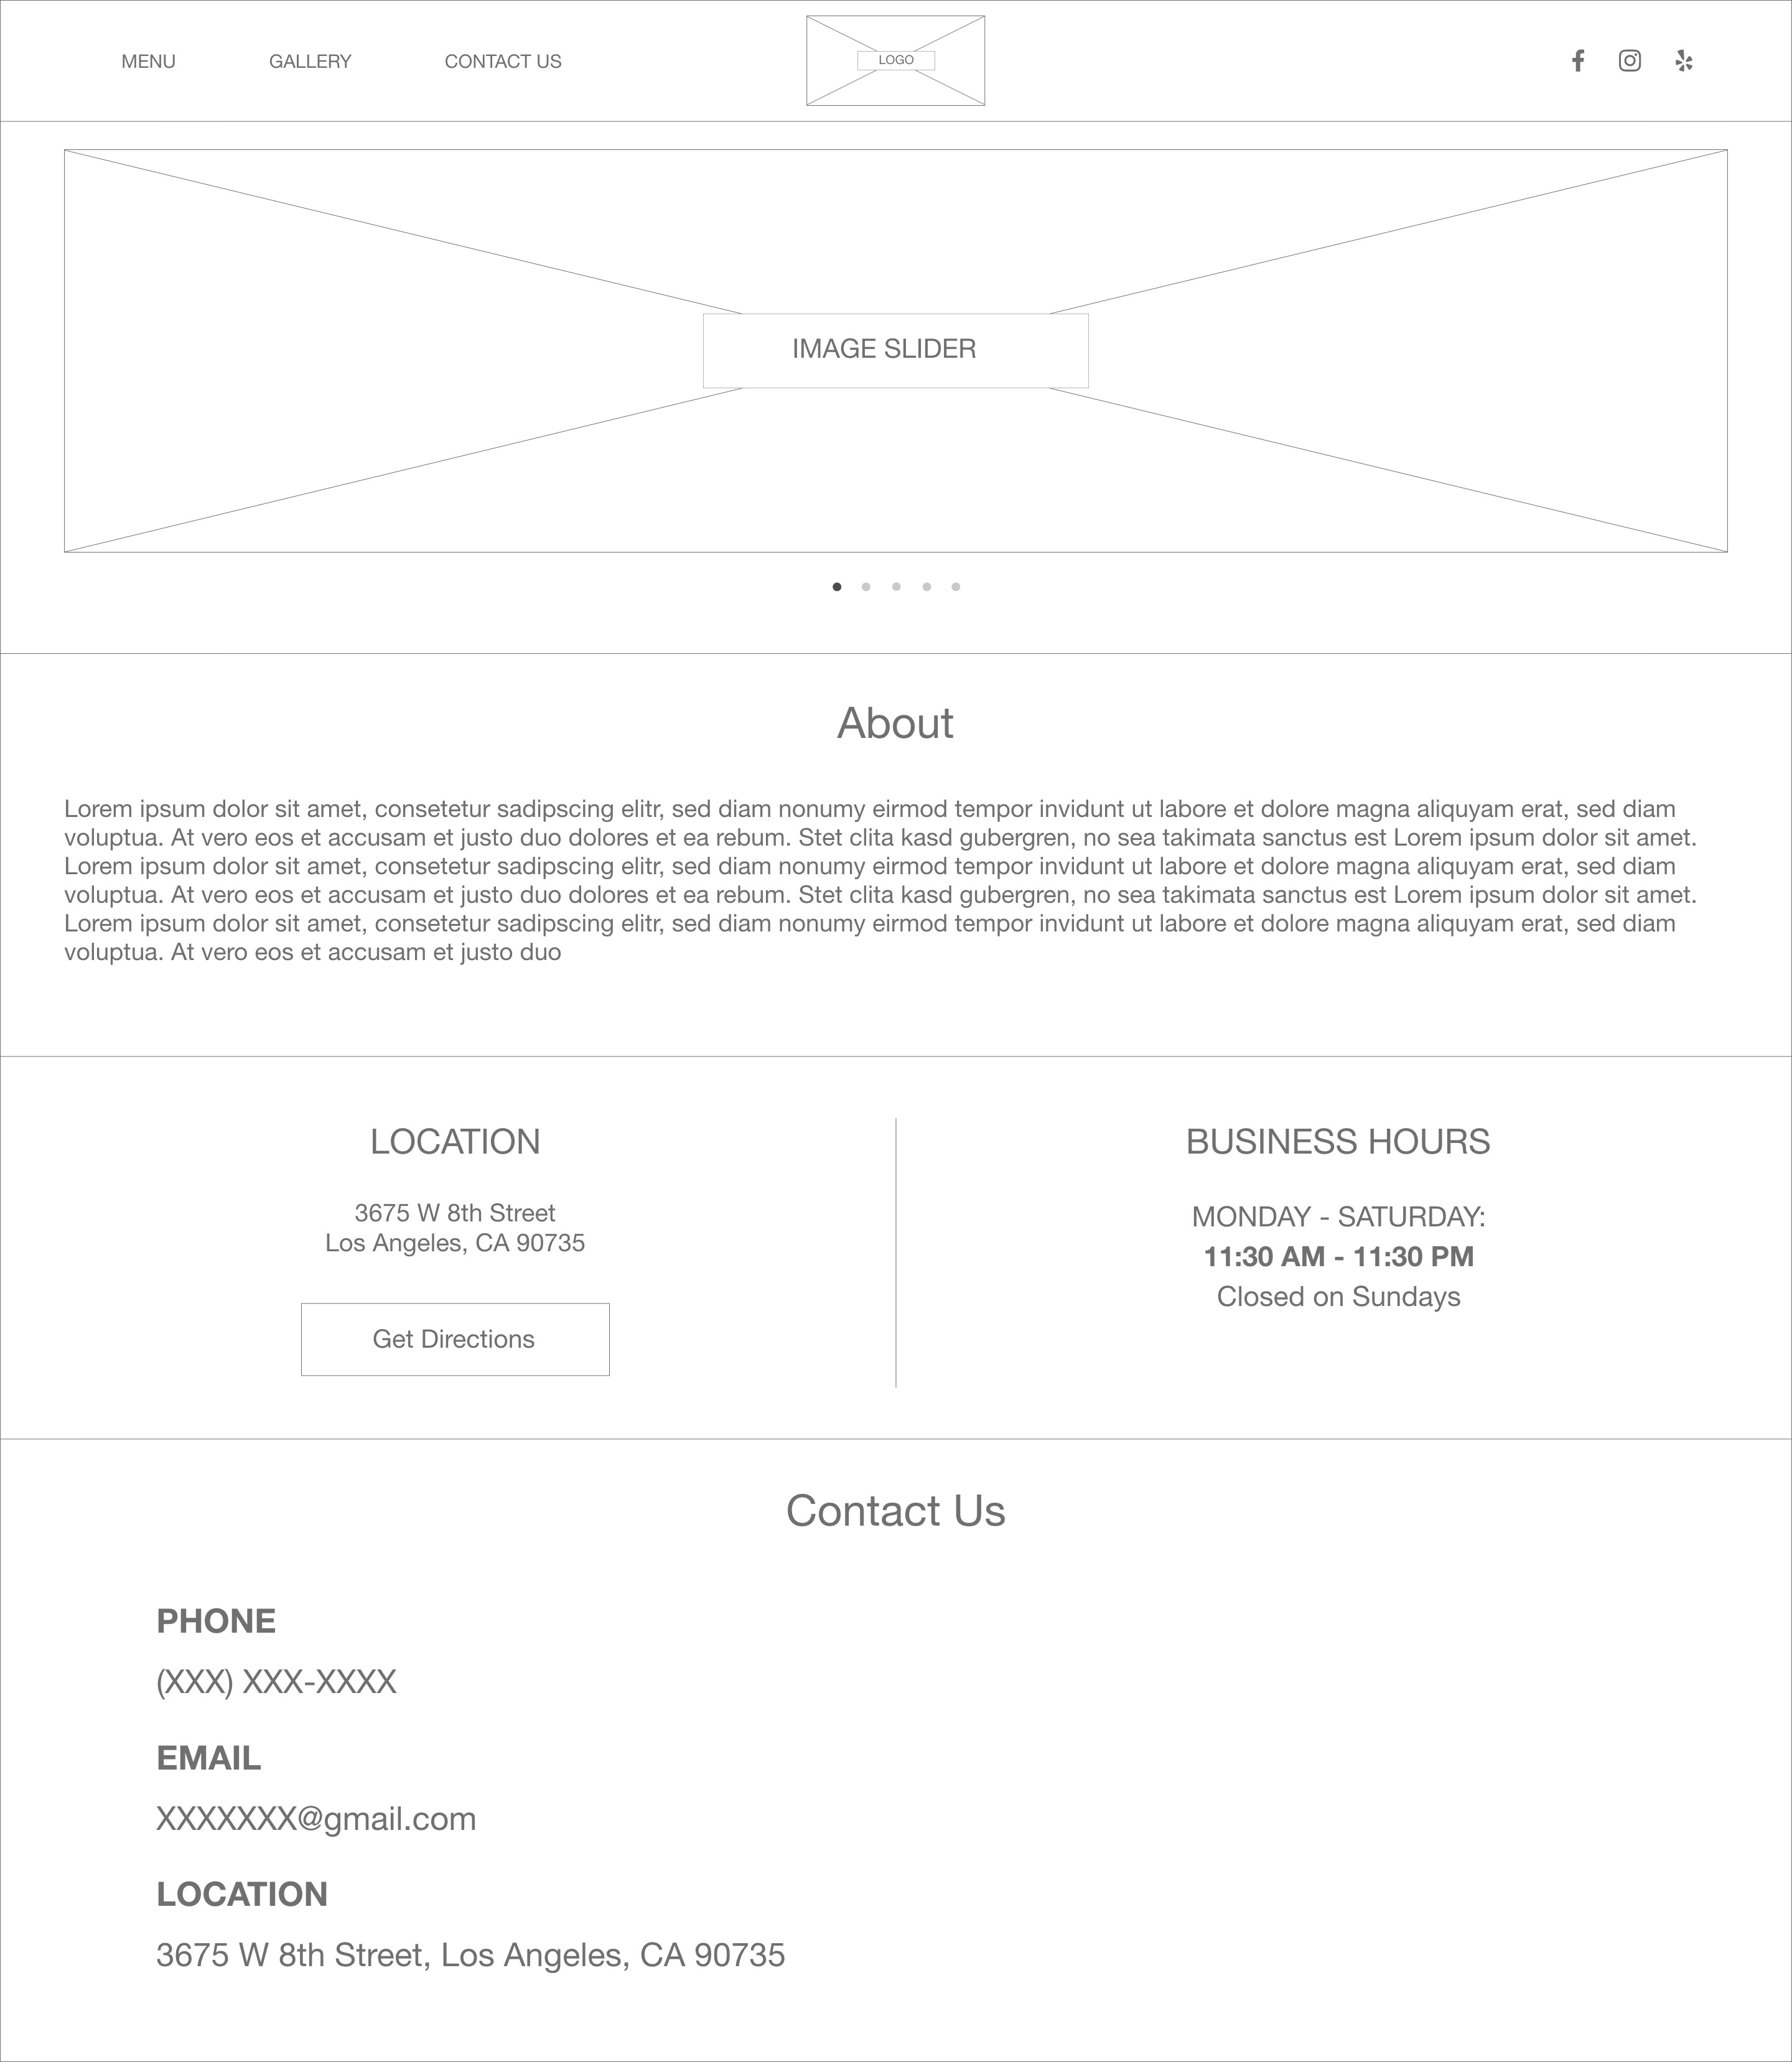 MENU
GALLERY
CONTACT US
LOGO
IMAGE SLIDER
About
Lorem ipsum dolor sit amet, consetetur sadipscing elitr, sed diam nonumy eirmod tempor invidunt ut labore et dolore magna aliquyam erat, sed diam
voluptua. At vero eos et accusam et justo duo dolores et ea rebum. Stet clita kasd gubergren, no sea takimata sanctus est Lorem ipsum dolor sit amet.
Lorem ipsum dolor sit amet, consetetur sadipscing elitr, sed diam nonumy eirmod tempor invidunt ut labore et dolore magna aliquyam erat, sed diam
voluptua. At vero eos et accusam et justo duo dolores et ea rebum. Stet clita kasd gubergren, no sea takimata sanctus est Lorem ipsum dolor sit amet.
Lorem ipsum dolor sit amet, consetetur sadipscing elitr, sed diam nonumy eirmod tempor invidunt ut labore et dolore magna aliquyam erat, sed diam
voluptua. At vero eos et accusam et justo duo
LOCATION
3675 W 8th Street
Los Angeles, CA 90735
Get Directions
BUSINESS HOURS
MONDAY - SATURDAY:
11:30 AM - 11:30 PM
Closed on Sundays
Contact Us
PHONE
(XXX) XXX-XXXX
EMAIL
XXXXXXX@gmail.com
LOCATION
3675 W 8th Street, Los Angeles, CA 90735